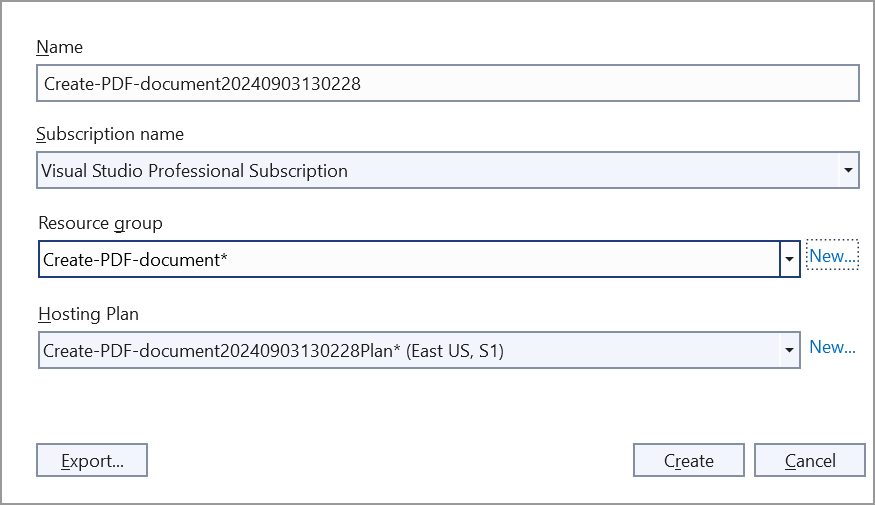 Name
Create-PDF-document20240903130228
Subscription name
Visual Studio Professional Subscription
Resource group
Create-PDF-document*
New...
Hosting Plan
Create-PDF-document20240903130228Plan* (East US, S1)
New...
Export...
Create
Cancel